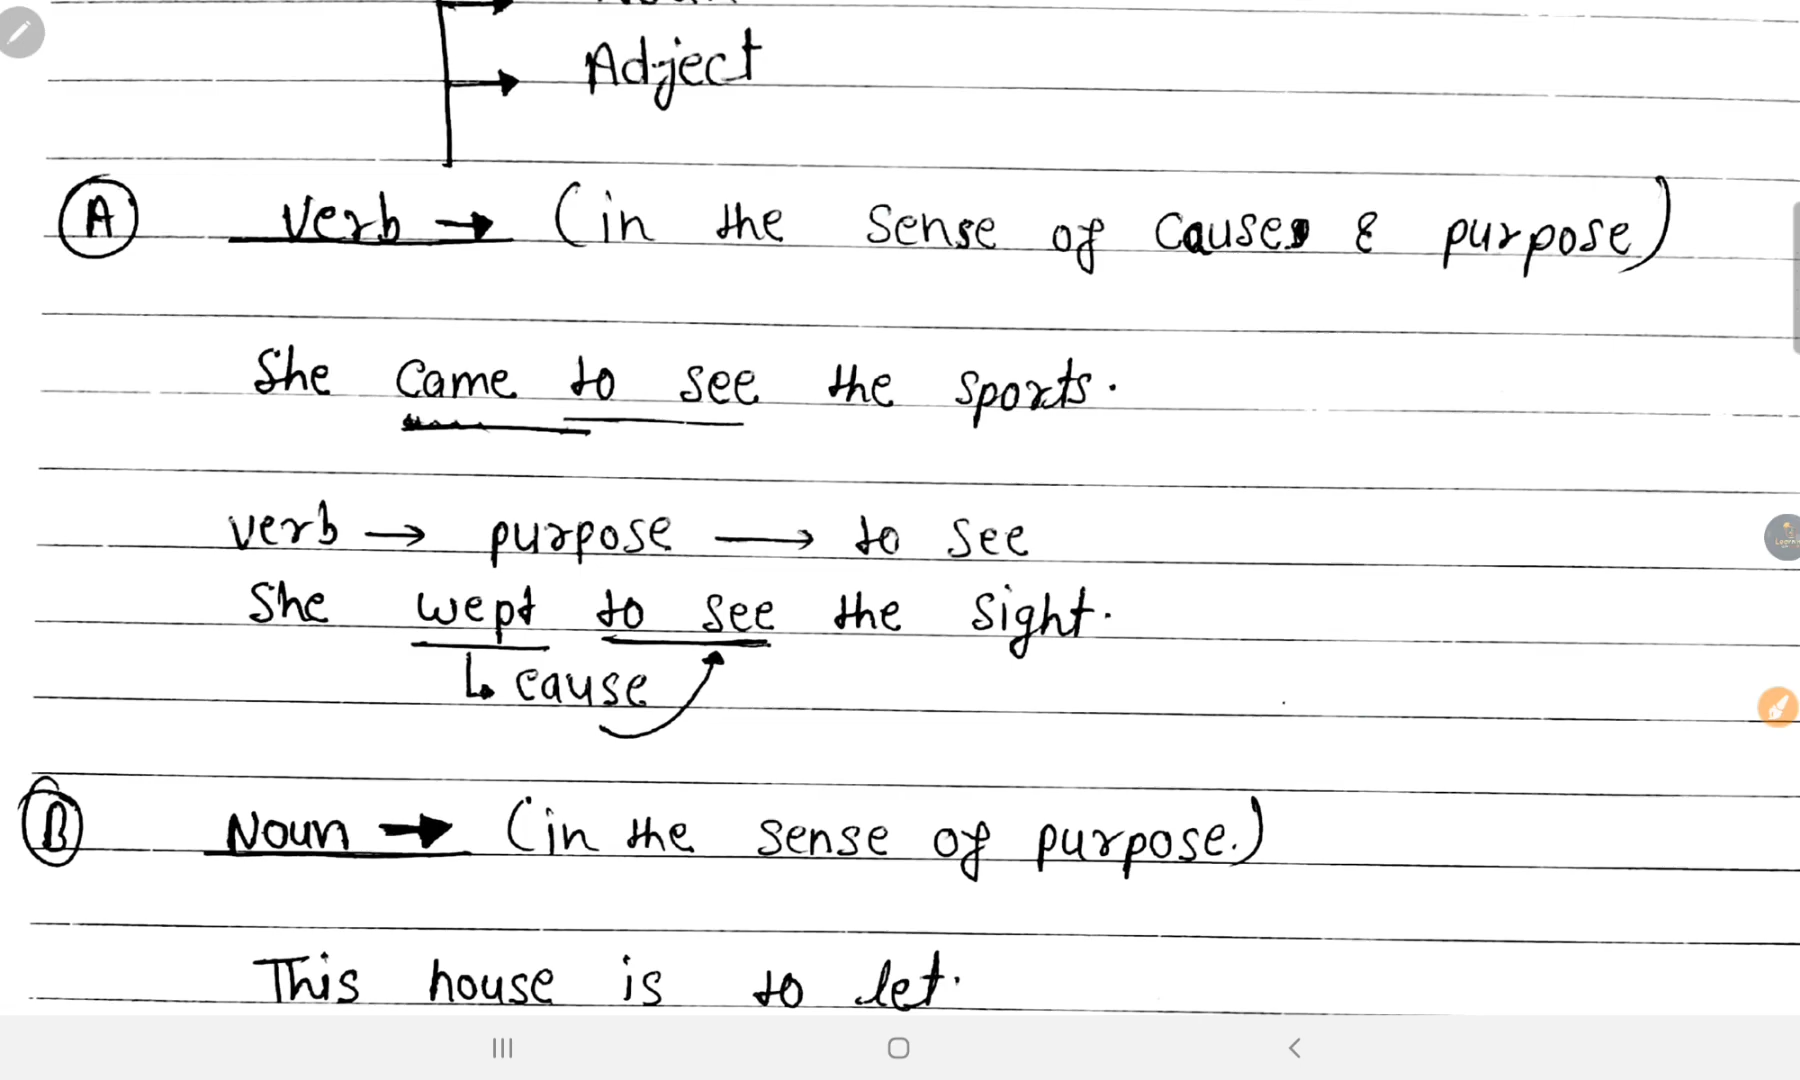 Adject
A Verb → (in the sense of cause & purpose)
She came to see the sports.
verb → purpose → to see
She wept to see the sight.
↳ cause
B Noun → (in the sense of purpose.)
This house is to let.